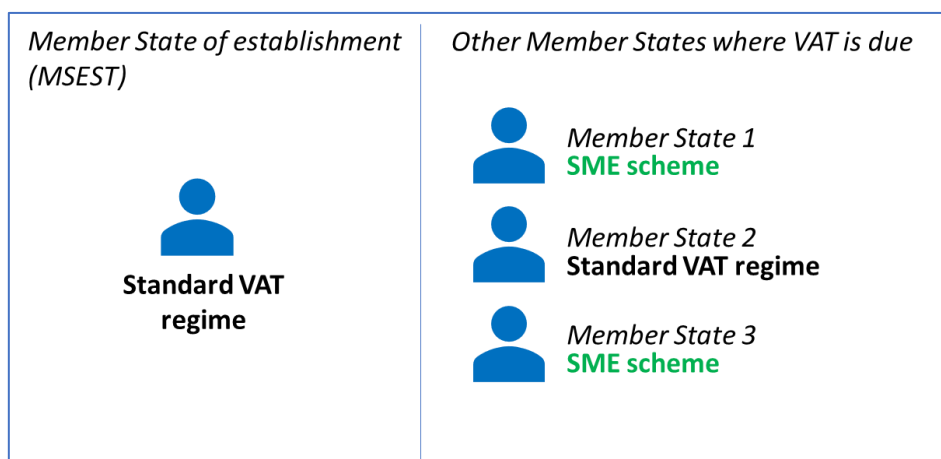 Member State of establishment
(MSEST)
Standard VAT
regime
Other Member States where VAT is due
Member State 1
SME scheme
Member State 2
Standard VAT regime
Member State 3
SME scheme